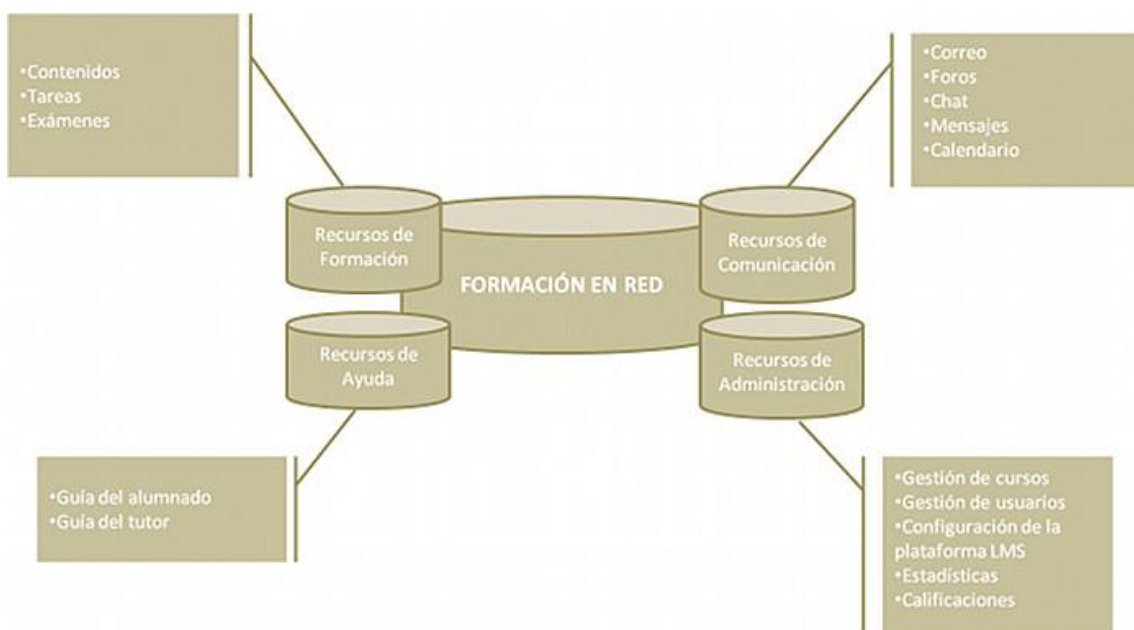 •Contenidos
•Tareas
•Exámenes
•Correo
•Foros
•Chat
•Mensajes
•Calendario
Recursos de
Formación
Recursos de
Comunicación
FORMACIÓN EN RED
Recursos de
Ayuda
Recursos de
Administración
•Guía del alumnado
•Guía del tutor
•Gestión de cursos
•Gestión de usuarios
•Configuración de la
plataforma LMS
•Estadísticas
•Calificaciones